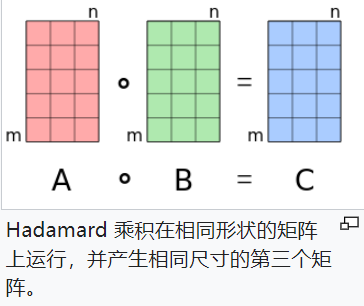 n n n
∘ =
m m m
A ∘ B = C
Hadamard 乘积在相同形状的矩阵
上运行，并产生相同尺寸的第三个矩
阵。